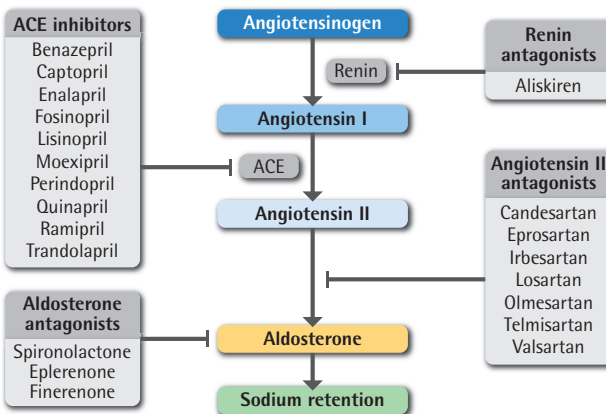 ACE inhibitors
Benazepril
Captopril
Enalapril
Fosinopril
Lisinopril
Moexipril
Perindopril
Quinapril
Ramipril
Trandolapril
Aldosterone
antagonists
Spironolactone
Eplerenone
Finerenone
Angiotensinogen
Renin
Angiotensin I
ACE
Angiotensin II
Aldosterone
Sodium retention
Renin
antagonists
Aliskiren
Angiotensin II
antagonists
Candesartan
Eprosartan
Irbesartan
Losartan
Olmesartan
Telmisartan
Valsartan